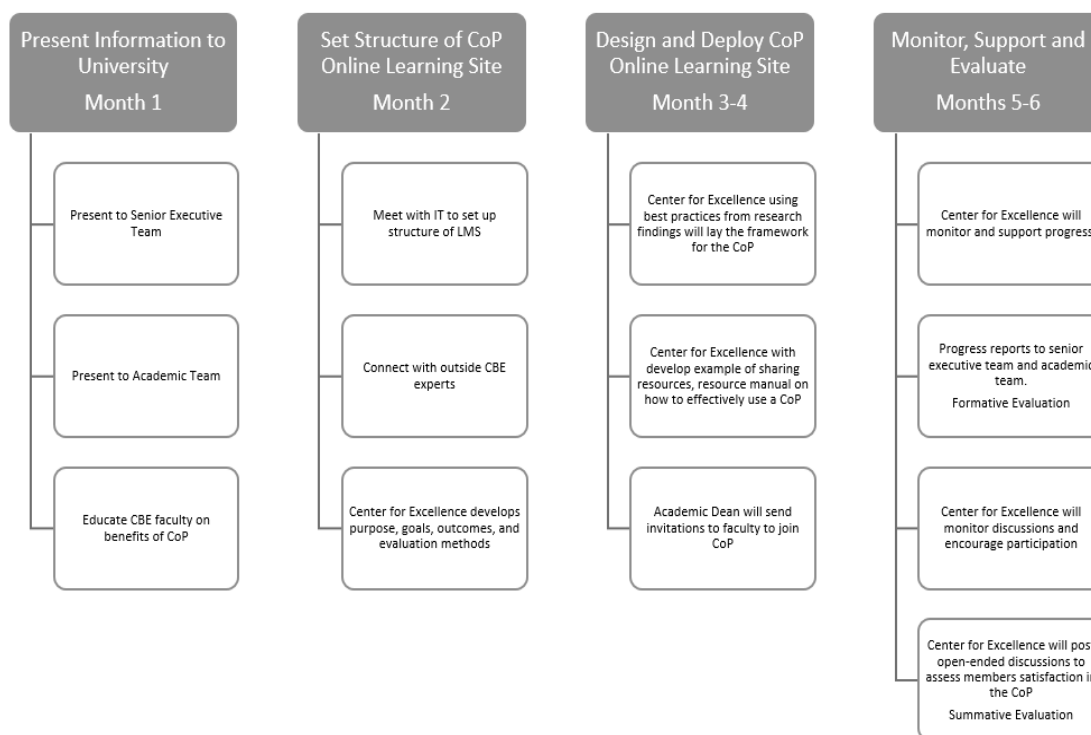 Present Information to
University
Month 1
Present to Senior Executive
Team
Present to Academic Team
Educate CBE faculty on
benefits of CoP
Set Structure of CoP
Online Learning Site
Month 2
Meet with IT to set up
structure of LMS
Connect with outside CBE
experts
Center for Excellence develops
purpose, goals, outcomes, and
evaluation methods
Design and Deploy CoP
Online Learning Site
Month 3-4
Center for Excellence using
best practices from research
findings will lay the framework
for the CoP
Center for Excellence with
develop example of sharing
resources, resource manual on
how to effectively use a CoP
Academic Dean will send
invitations to faculty to join
CoP
Monitor, Support and
Evaluate
Months 5-6
Center for Excellence will
monitor and support progress
Progress reports to senior
executive team and academic
team.
Formative Evaluation
Center for Excellence will
monitor discussions and
encourage participation
Center for Excellence will post
open-ended discussions to
assess members satisfaction in
the CoP
Summative Evaluation